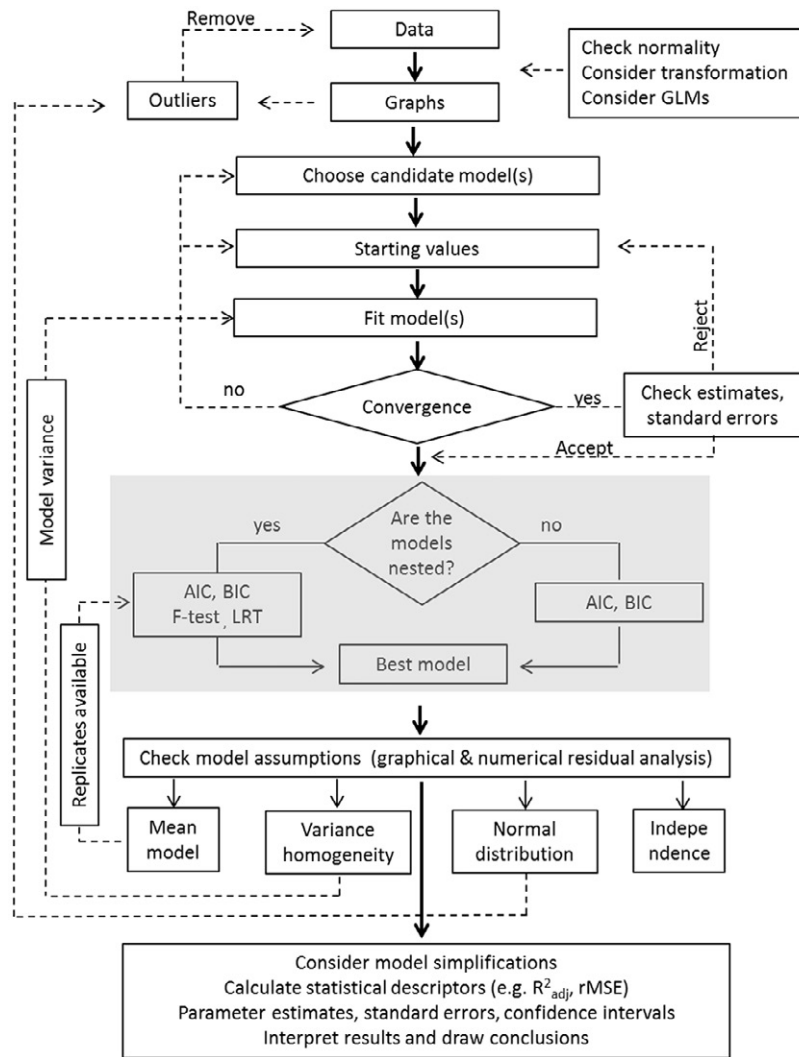 Remove
Data
Check normality
Consider transformation
Consider GLMs
Outliers
Graphs
Choose candidate model(s)
Starting values
Reject
Fit model(s)
no
Convergence
yes
Check estimates,
standard errors
Accept
Model variance
yes
Are the
models
nested?
no
AIC, BIC
F-test, LRT
AIC, BIC
Best model
Replicates available
Check model assumptions (graphical & numerical residual analysis)
Mean
model
Variance
homogeneity
Normal
distribution
Indepe
ndence
Consider model simplifications
Calculate statistical descriptors (e.g. R²adj, rMSE)
Parameter estimates, standard errors, confidence intervals
Interpret results and draw conclusions